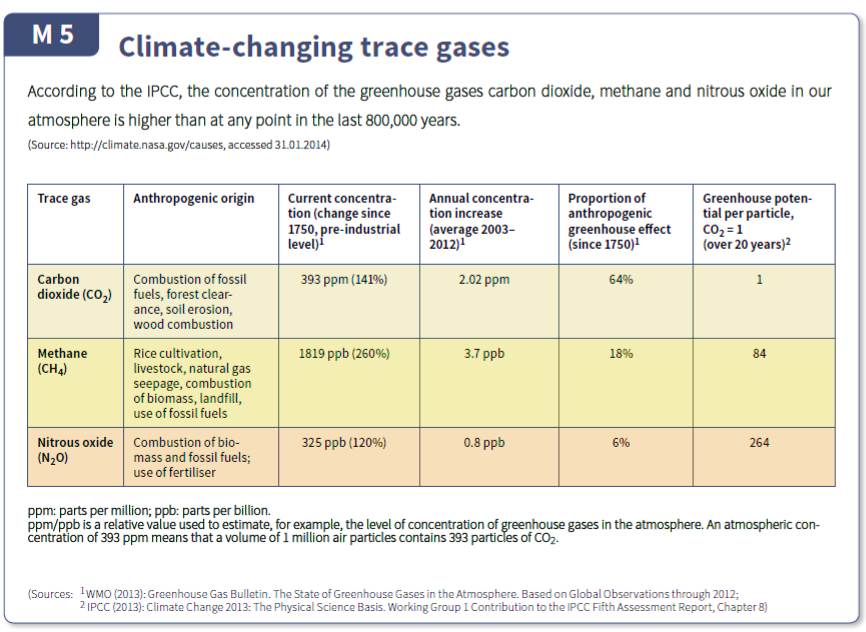 M 5
Climate-changing trace gases
According to the IPCC, the concentration of the greenhouse gases carbon dioxide, methane and nitrous oxide in our
atmosphere is higher than at any point in the last 800,000 years.
(Source: http://climate.nasa.gov/causes, accessed 31.01.2014)
Trace gas
Anthropogenic origin
Current concentra-
tion (change since
1750, pre-industrial
level)¹
Annual concentra-
tion increase
(average 2003–
2012)¹
Proportion of
anthropogenic
greenhouse effect
(since 1750)¹
Greenhouse poten-
tial per particle,
CO₂ = 1
(over 20 years)²
Carbon
dioxide (CO₂)
Combustion of fossil
fuels, forest clear-
ance, soil erosion,
wood combustion
393 ppm (141%)
2.02 ppm
64%
1
Methane
(CH₄)
Rice cultivation,
livestock, natural gas
seepage, combustion
of biomass, landfill,
use of fossil fuels
1819 ppb (260%)
3.7 ppb
18%
84
Nitrous oxide
(N₂O)
Combustion of bio-
mass and fossil fuels;
use of fertiliser
325 ppb (120%)
0.8 ppb
6%
264
ppm: parts per million; ppb: parts per billion.
ppm/ppb is a relative value used to estimate, for example, the level of concentration of greenhouse gases in the atmosphere. An atmospheric con-
centration of 393 ppm means that a volume of 1 million air particles contains 393 particles of CO₂.
(Sources: ¹ WMO (2013): Greenhouse Gas Bulletin. The State of Greenhouse Gases in the Atmosphere. Based on Global Observations through 2012;
² IPCC (2013): Climate Change 2013: The Physical Science Basis. Working Group 1 Contribution to the IPCC Fifth Assessment Report, Chapter 8)